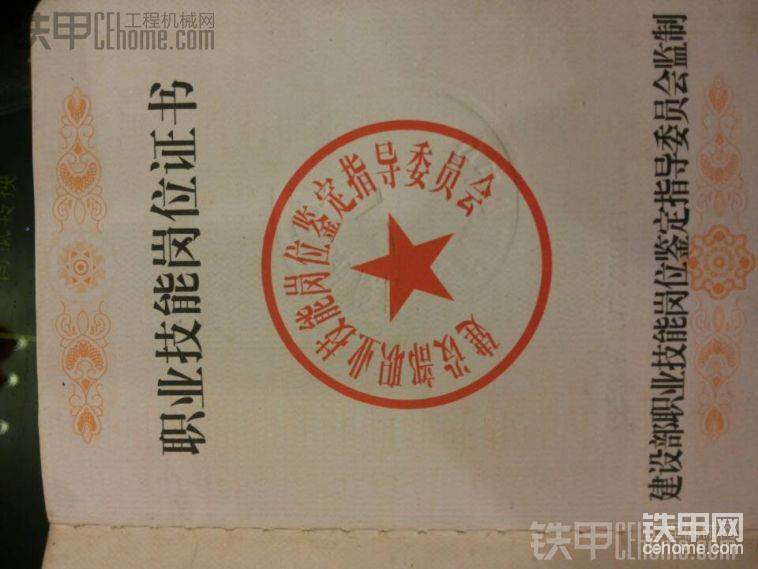 职业技能岗位证书
建设部职业技能岗位鉴定指导委员会
建设部职业技能岗位鉴定指导委员会监制
铁甲 CEhome.com 工程机械网
铁甲网
cehome.com